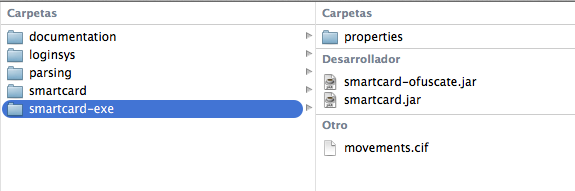 Carpetas
documentation
loginsys
parsing
smartcard
smartcard-exe
Carpetas
properties
Desarrollador
smartcard-ofuscate.jar
smartcard.jar
Otro
movements.cif